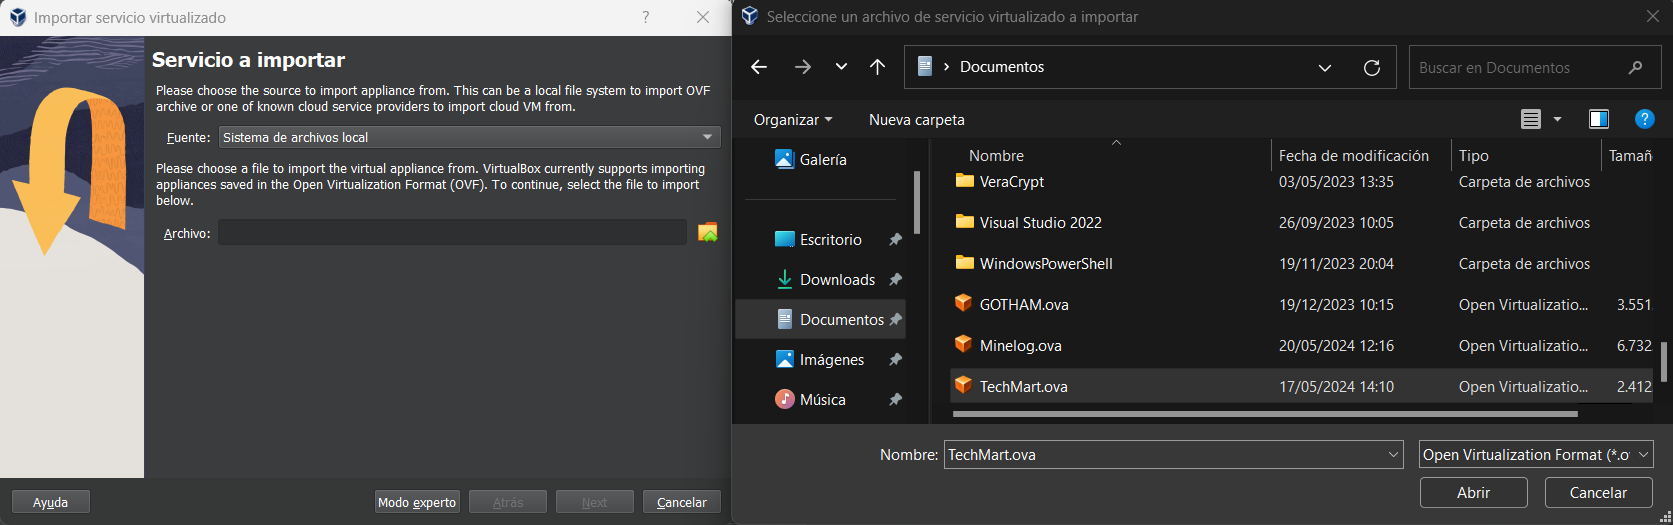 Importar servicio virtualizado
?
Servicio a importar
Please choose the source to import appliance from. This can be a local file system to import OVF
archive or one of known cloud service providers to import cloud VM from.
Fuente: Sistema de archivos local
Please choose a file to import the virtual appliance from. VirtualBox currently supports importing
appliances saved in the Open Virtualization Format (OVF). To continue, select the file to import
below.
Archivo:
Ayuda
Modo experto
Atrás
Next
Cancelar
Seleccione un archivo de servicio virtualizado a importar
Documentos
Buscar en Documentos
Organizar
Nueva carpeta
?
Galería
Escritorio
Downloads
Documentos
Imágenes
Música
Nombre Fecha de modificación Tipo Tamañ
VeraCrypt 03/05/2023 13:35 Carpeta de archivos
Visual Studio 2022 26/09/2023 10:05 Carpeta de archivos
WindowsPowerShell 19/11/2023 20:04 Carpeta de archivos
GOTHAM.ova 19/12/2023 10:15 Open Virtualizatio... 3.551
Minelog.ova 20/05/2024 12:16 Open Virtualizatio... 6.732
TechMart.ova 17/05/2024 14:10 Open Virtualizatio... 2.412
Nombre: TechMart.ova
Open Virtualization Format (*.o
Abrir
Cancelar